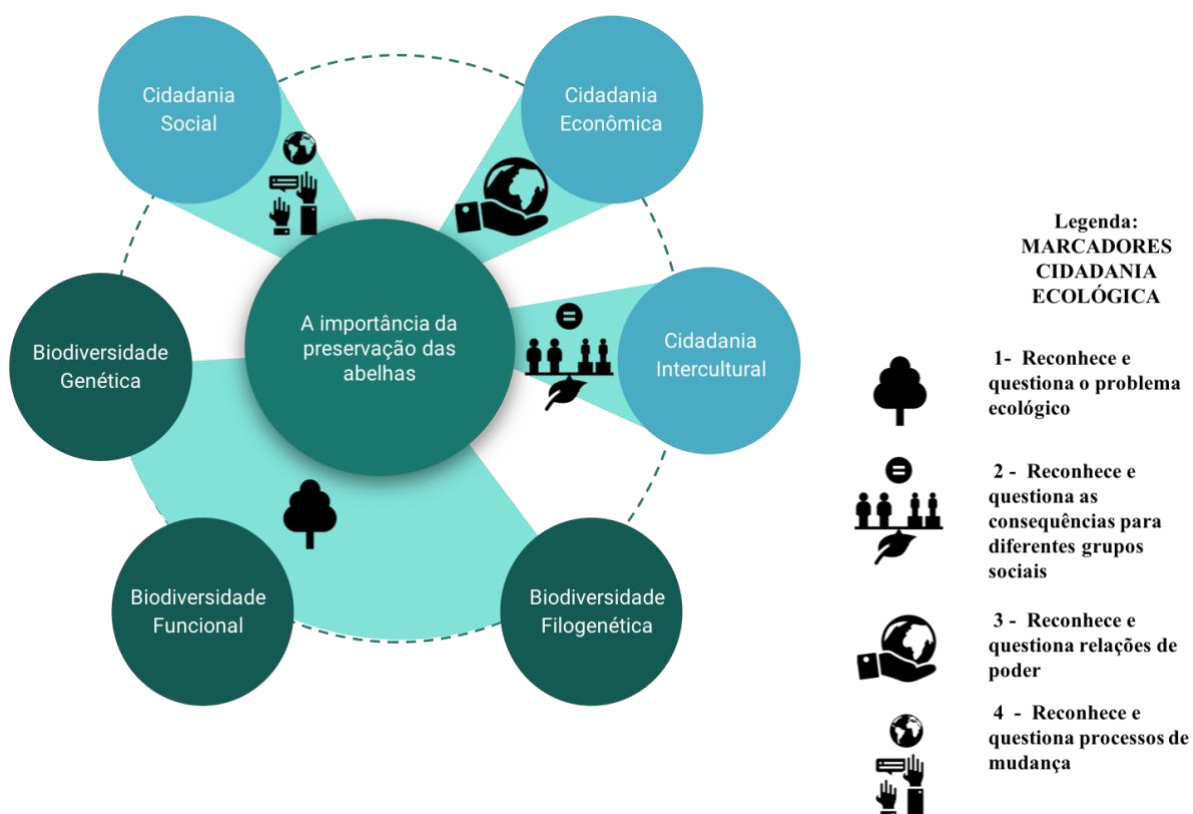 Cidadania
Social
Cidadania
Econômica
Biodiversidade
Genética
A importância da
preservação das
abelhas
Cidadania
Intercultural
Biodiversidade
Funcional
Biodiversidade
Filogenética
Legenda:
MARCADORES
CIDADANIA
ECOLÓGICA
1- Reconhece e
questiona o problema
ecológico
2 - Reconhece e
questiona as
consequências para
diferentes grupos
sociais
3 - Reconhece e
questiona relações de
poder
4 - Reconhece e
questiona processos de
mudança